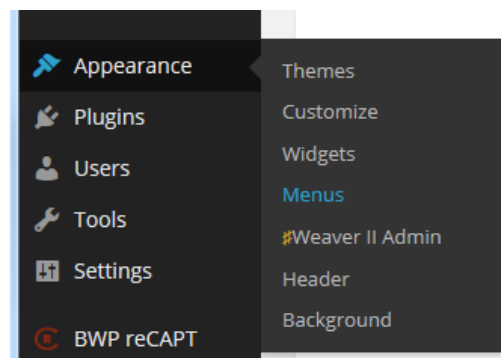 Appearance
Plugins
Users
Tools
Settings
BWP reCAPT
Themes
Customize
Widgets
Menus
#Weaver II Admin
Header
Background